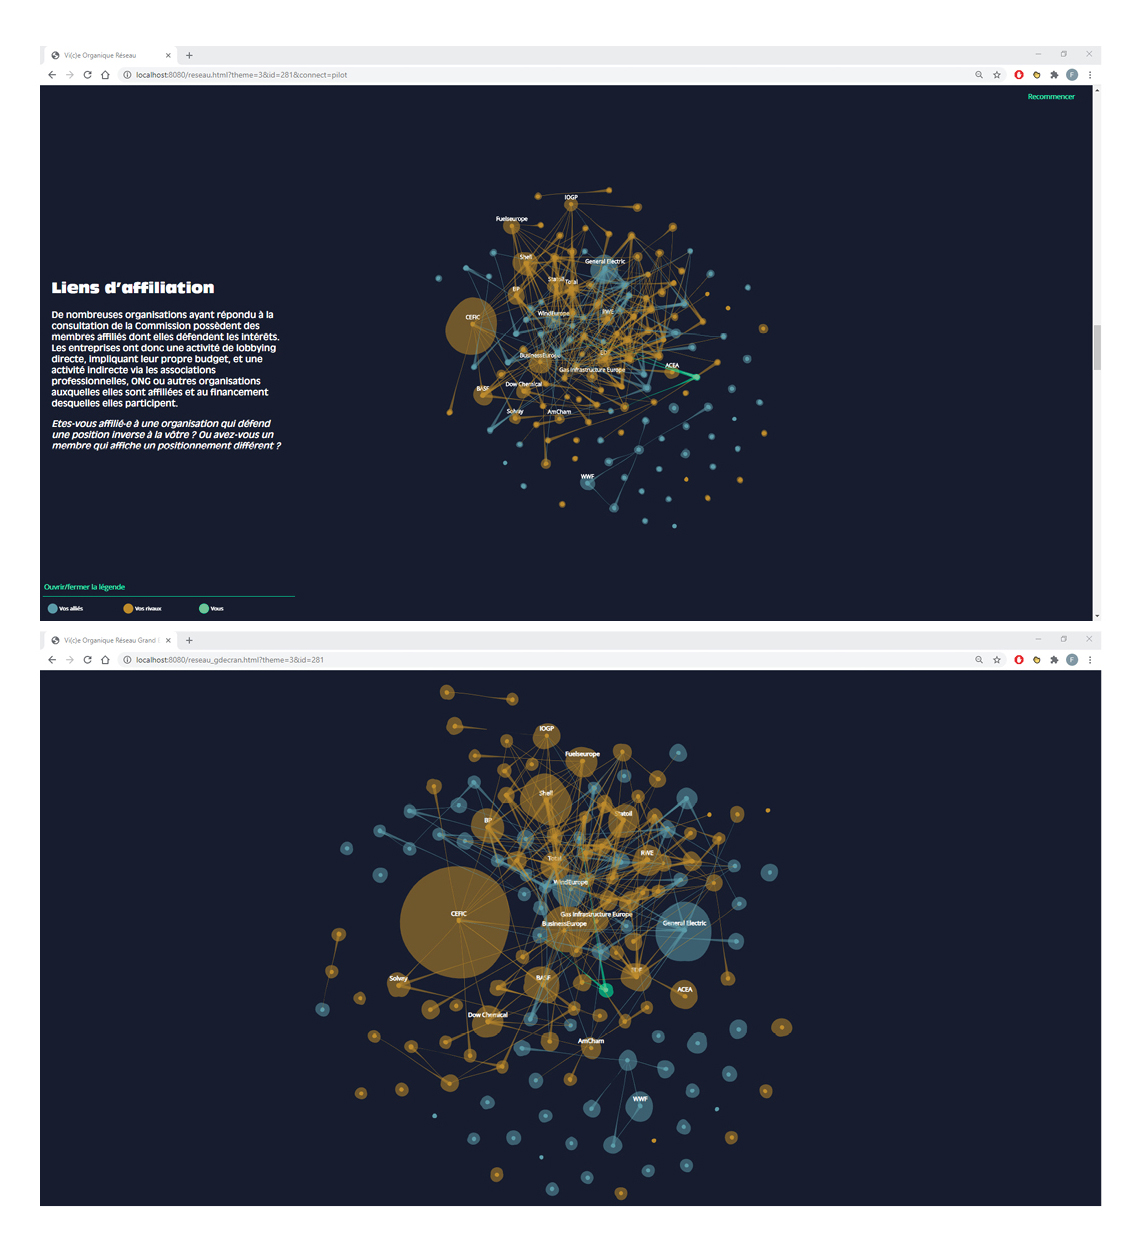 Vi(c)e Organique Réseau
localhost:8080/reseau.html?theme=3&id=281&connect=pilot
Recommencer
IOGP
Fuelseurope
Shell
General Electric
Statoil
Total
BP
WindEurope
RWE
CEFIC
BusinessEurope
EDF
ACEA
Gas Infrastructure Europe
BASF
Dow Chemical
Solvay
AmCham
WWF
Liens d'affiliation
De nombreuses organisations ayant répondu à la
consultation de la Commission possèdent des
membres affiliés dont elles défendent les intérêts.
Les entreprises ont donc une activité de lobbying
directe, impliquant leur propre budget, et une
activité indirecte via les associations
professionnelles, ONG ou autres organisations
auxquelles elles sont affiliées et au financement
desquelles elles participent.
Etes-vous affilié·e à une organisation qui défend
une position inverse à la vôtre ? Ou avez-vous un
membre qui affiche un positionnement différent ?
Ouvrir/fermer la légende
Vos alliés
Vos rivaux
Vous
Vi(c)e Organique Réseau Grand
localhost:8080/reseau_gdecran.html?theme=3&id=281
IOGP
Fuelseurope
Shell
Statoil
BP
RWE
Total
WindEurope
CEFIC
Gas Infrastructure Europe
BusinessEurope
General Electric
Solvay
BASF
EDF
ACEA
Dow Chemical
AmCham
WWF